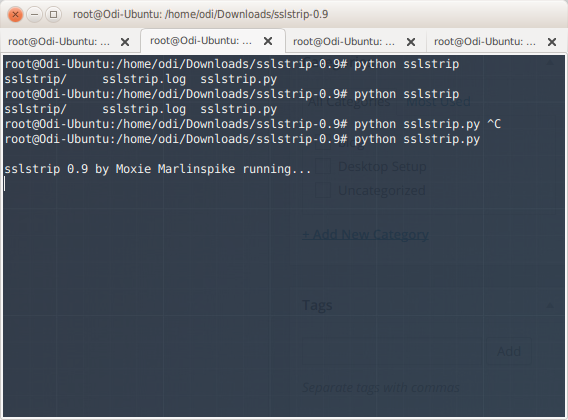 root@Odi-Ubuntu: /home/odi/Downloads/sslstrip-0.9
root@Odi-Ubuntu: ... root@Odi-Ubuntu: ... root@Odi-Ubuntu: ... root@Odi-Ubuntu: ...
root@Odi-Ubuntu:/home/odi/Downloads/sslstrip-0.9# python sslstrip
sslstrip/     sslstrip.log  sslstrip.py
root@Odi-Ubuntu:/home/odi/Downloads/sslstrip-0.9# python sslstrip
sslstrip/     sslstrip.log  sslstrip.py
All Categories
root@Odi-Ubuntu:/home/odi/Downloads/sslstrip-0.9# python sslstrip.py ^C
root@Odi-Ubuntu:/home/odi/Downloads/sslstrip-0.9# python sslstrip.py
sslstrip 0.9 by Moxie Marlinspike running...
Desktop Setup
Uncategorized
+ Add New Category
Tags
Add
Separate tags with commas